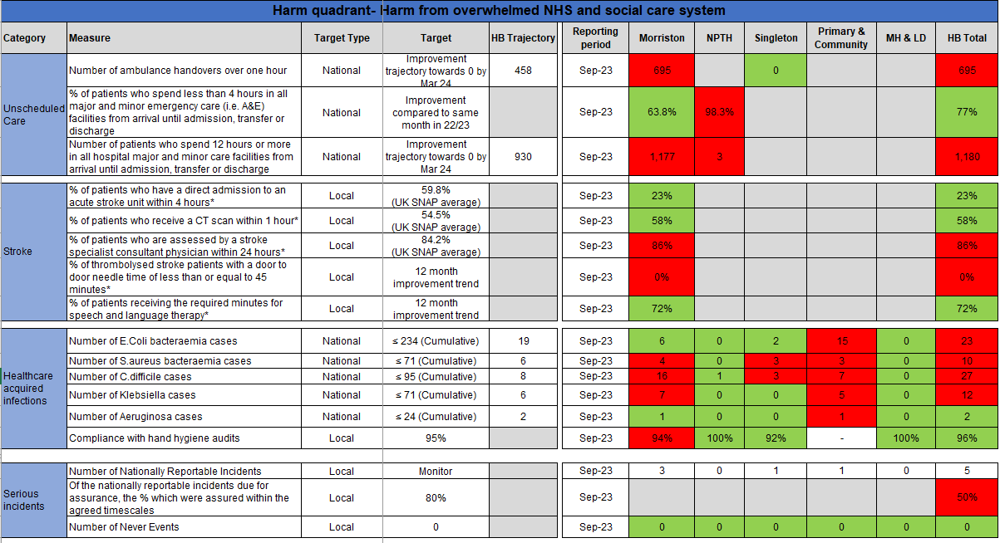 Harm quadrant- Harm from overwhelmed NHS and social care system
Category Measure Target Type Target HB Trajectory Reporting period Morriston NPTH Singleton Primary & Community MH & LD HB Total
Unscheduled Care
Number of ambulance handovers over one hour National Improvement trajectory towards 0 by Mar 24 458 Sep-23 695 0 695
% of patients who spend less than 4 hours in all major and minor emergency care (i.e. A&E) facilities from arrival until admission, transfer or discharge National Improvement compared to same month in 22/23 Sep-23 63.8% 98.3% 77%
Number of patients who spend 12 hours or more in all hospital major and minor care facilities from arrival until admission, transfer or discharge National Improvement trajectory towards 0 by Mar 24 930 Sep-23 1,177 3 1,180
Stroke
% of patients who have a direct admission to an acute stroke unit within 4 hours* Local 59.8% (UK SNAP average) Sep-23 23% 23%
% of patients who receive a CT scan within 1 hour* Local 54.5% (UK SNAP average) Sep-23 58% 58%
% of patients who are assessed by a stroke specialist consultant physician within 24 hours* Local 84.2% (UK SNAP average) Sep-23 86% 86%
% of thrombolysed stroke patients with a door to door needle time of less than or equal to 45 minutes* Local 12 month improvement trend Sep-23 0% 0%
% of patients receiving the required minutes for speech and language therapy* Local 12 month improvement trend Sep-23 72% 72%
Healthcare acquired infections
Number of E.Coli bacteraemia cases National ≤ 234 (Cumulative) 19 Sep-23 6 0 2 15 0 23
Number of S.aureus bacteraemia cases National ≤ 71 (Cumulative) 6 Sep-23 4 0 3 3 0 10
Number of C.difficile cases National ≤ 95 (Cumulative) 8 Sep-23 16 1 3 7 0 27
Number of Klebsiella cases National ≤ 71 (Cumulative) 6 Sep-23 7 0 0 5 0 12
Number of Aeruginosa cases National ≤ 24 (Cumulative) 2 Sep-23 1 0 0 1 0 2
Compliance with hand hygiene audits Local 95% Sep-23 94% 100% 92% - 100% 96%
Serious incidents
Number of Nationally Reportable Incidents Local Monitor Sep-23 3 0 1 1 0 5
Of the nationally reportable incidents due for assurance, the % which were assured within the agreed timescales Local 80% Sep-23 50%
Number of Never Events Local 0 Sep-23 0 0 0 0 0 0